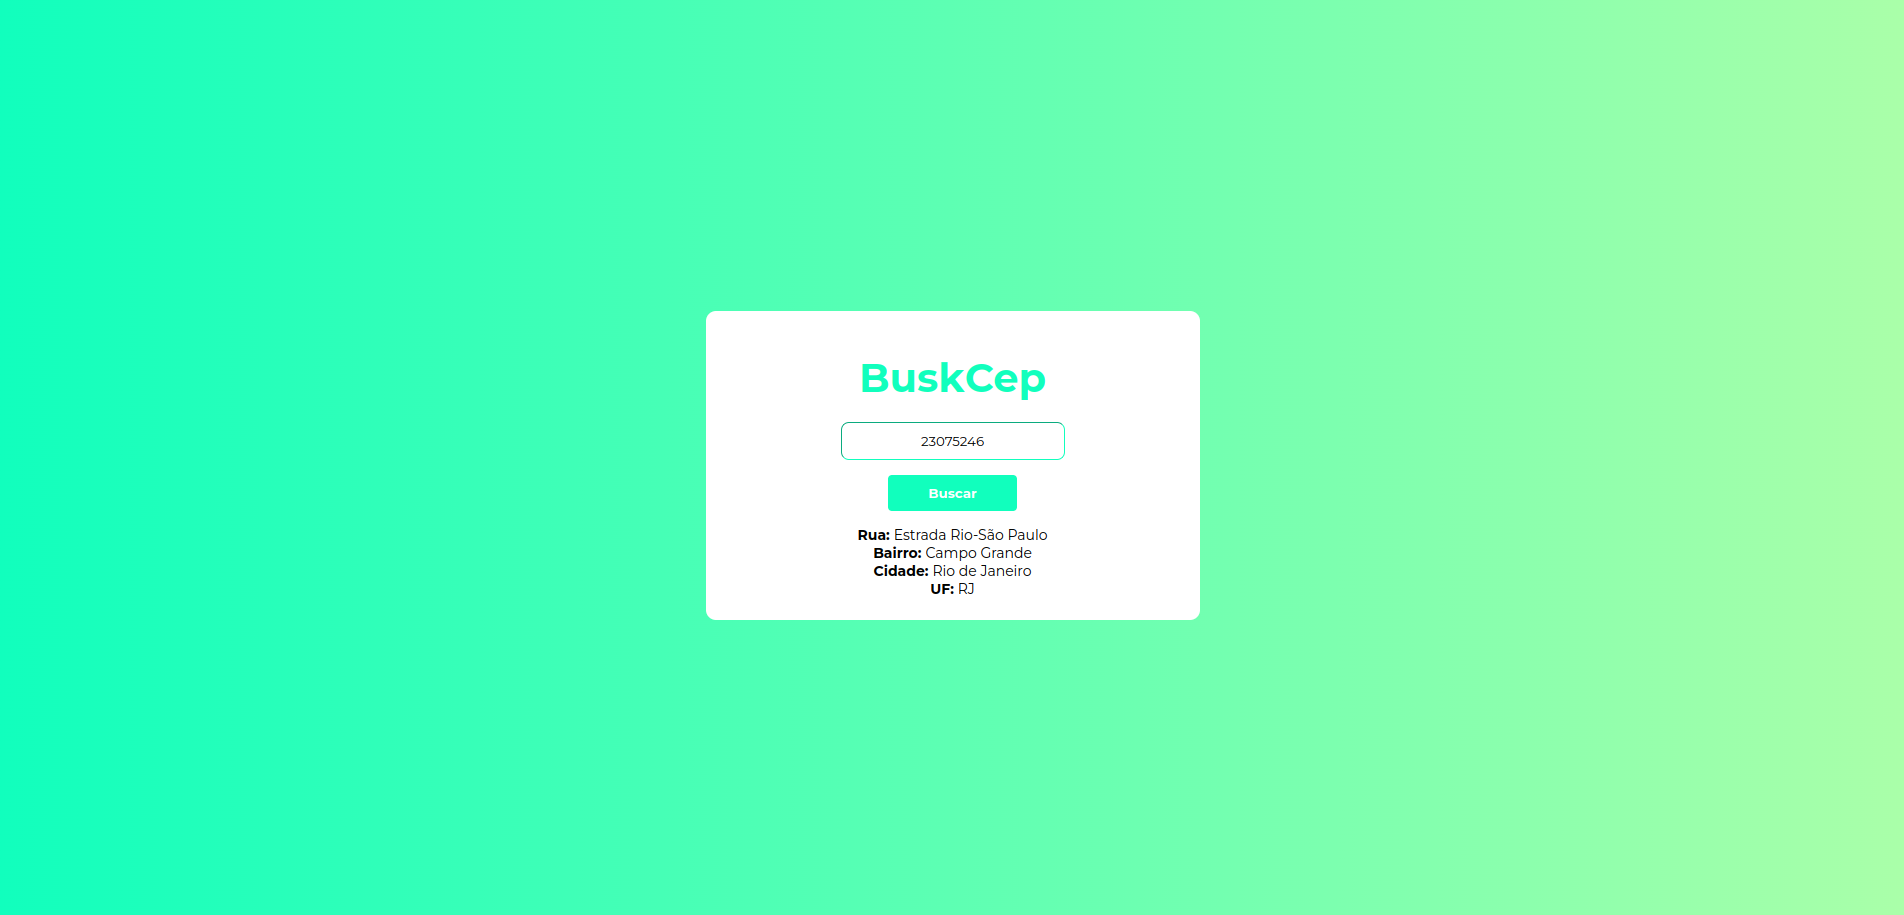 BuskCep
23075246
Buscar
Rua: Estrada Rio-São Paulo
Bairro: Campo Grande
Cidade: Rio de Janeiro
UF: RJ